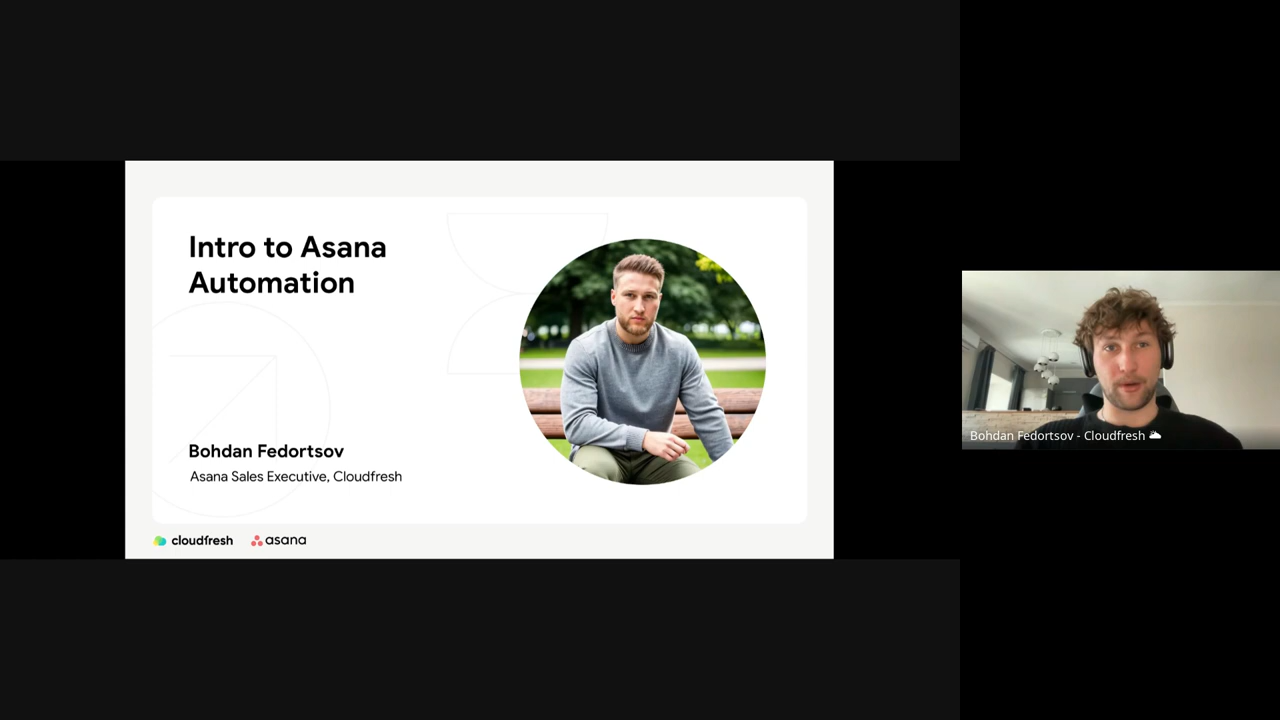 Intro to Asana
Automation
Bohdan Fedortsov
Asana Sales Executive, Cloudfresh
cloudfresh
asana
Bohdan Fedortsov - Cloudfresh